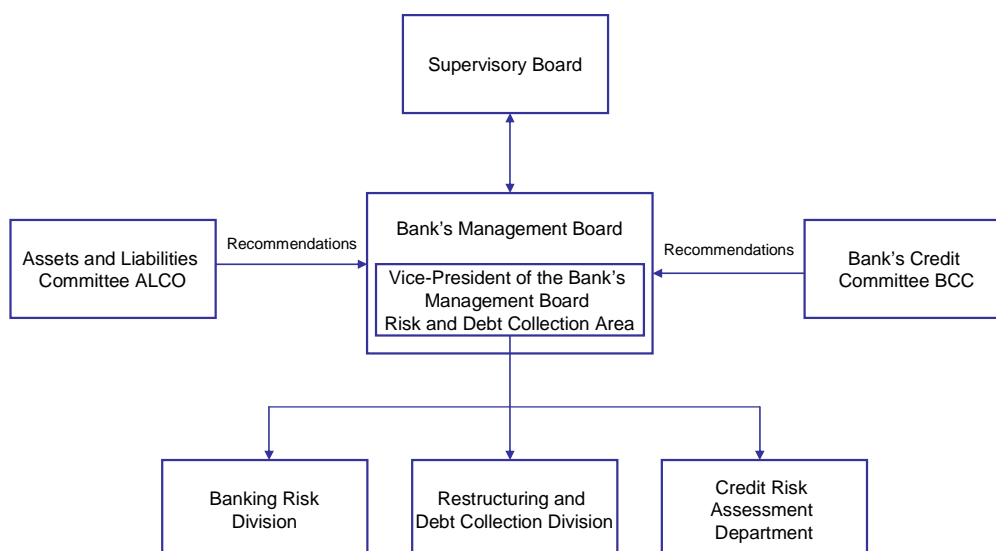 Supervisory Board
Bank's Management Board
Recommendations
Recommendations
Assets and Liabilities
Committee ALCO
Bank's Credit
Committee BCC
Vice-President of the Bank's
Management Board
Risk and Debt Collection Area
Banking Risk
Division
Restructuring and
Debt Collection Division
Credit Risk
Assessment
Department